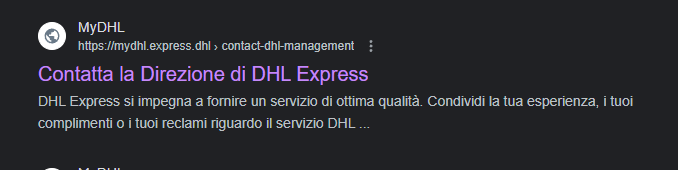 MyDHL
https://mydhl.express.dhl › contact-dhl-management
Contatta la Direzione di DHL Express
DHL Express si impegna a fornire un servizio di ottima qualità. Condividi la tua esperienza, i tuoi
complimenti o i tuoi reclami riguardo il servizio DHL ...